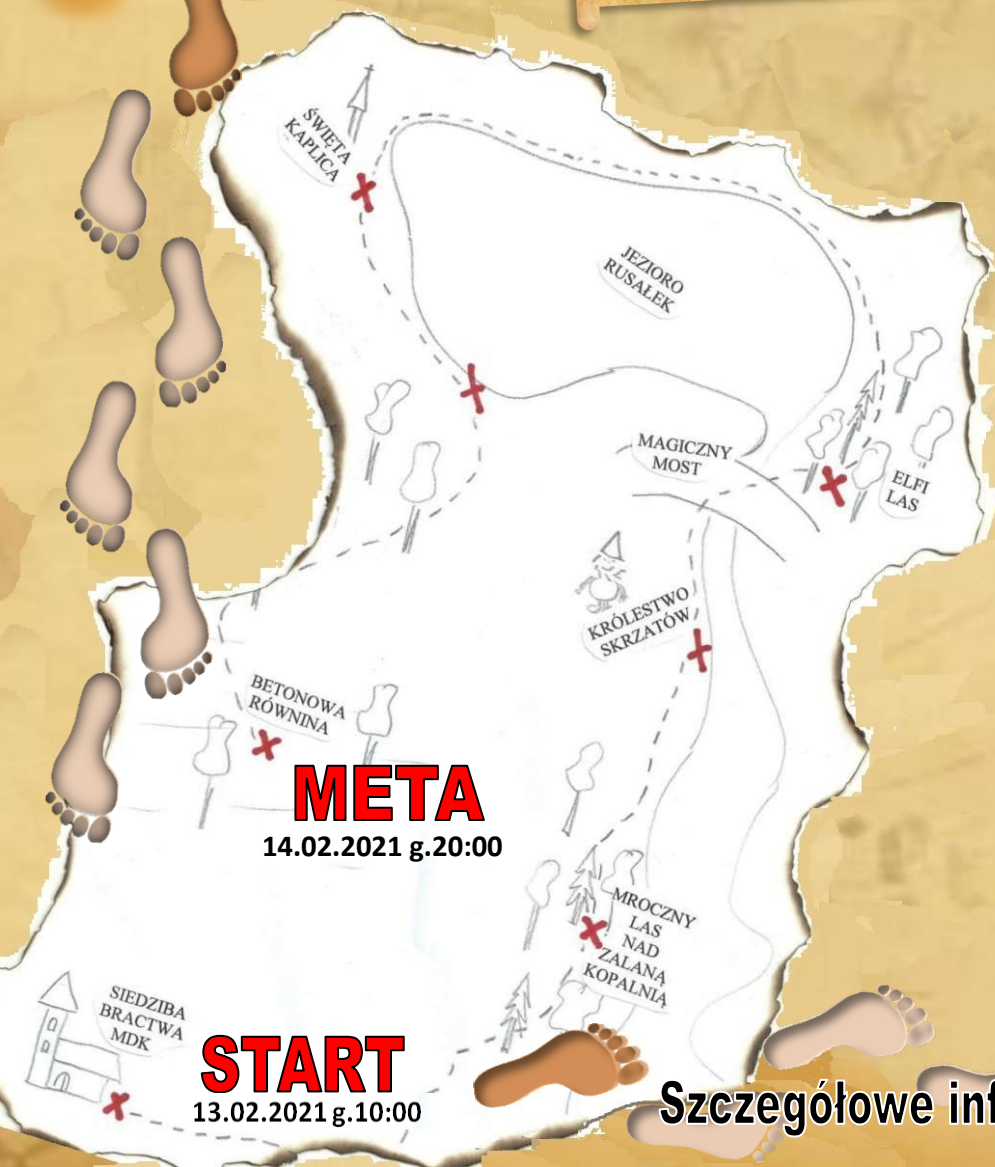 ŚWIĘTA
KAPLICA
JEZIORO
RUSAŁEK
MAGICZNY
MOST
ELFI
LAS
KRÓLESTWO
SKRZATÓW
BETONOWA
RÓWNINA
META
14.02.2021 g.20:00
MROCZNY
LAS
NAD
ZALANĄ
KOPALNIĄ
SIEDZIBA
BRACTWA
MDK
START
13.02.2021 g.10:00
Szczegółowe inf